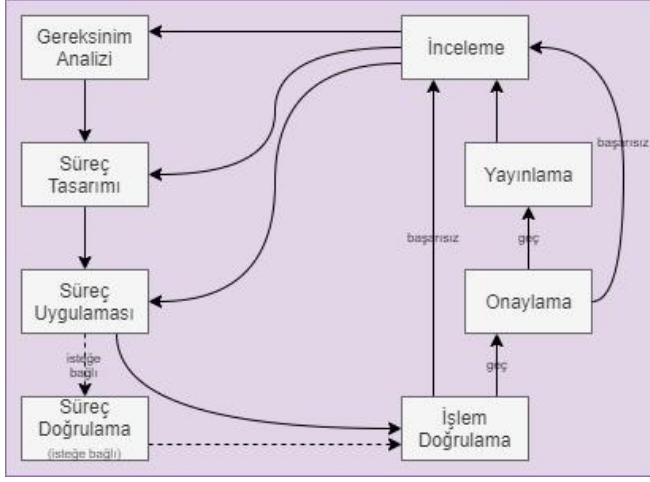 Gereksinim
Analizi
İnceleme
başarısız
Süreç
Tasarımı
Yayınlama
başarısız
geç
Süreç
Uygulaması
Onaylama
isteğe
bağlı
geç
Süreç
Doğrulama
(isteğe bağlı)
İşlem
Doğrulama